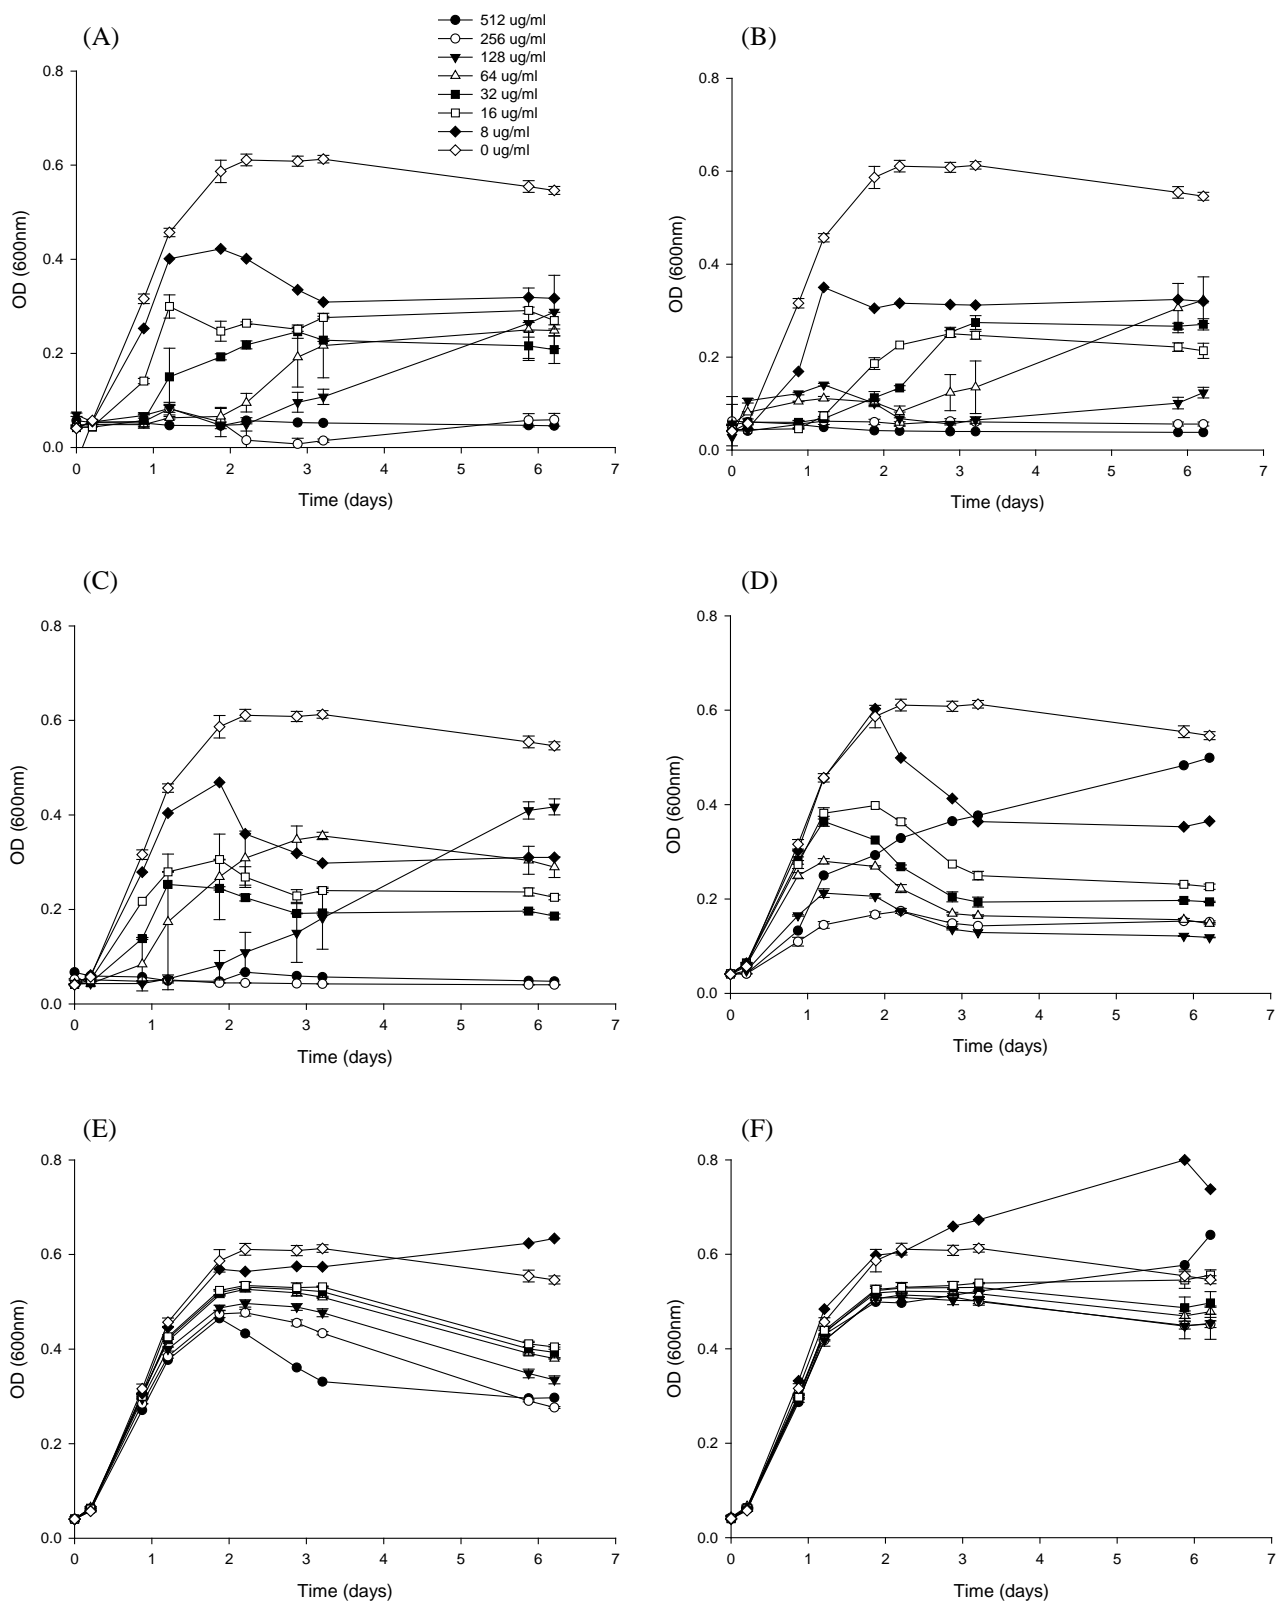 (A)
512 ug/ml
256 ug/ml
128 ug/ml
64 ug/ml
32 ug/ml
16 ug/ml
8 ug/ml
0 ug/ml
OD (600nm)
0.8
0.6
0.4
0.2
0.0
0 1 2 3 4 5 6 7
Time (days)
(B)
OD (600nm)
0.8
0.6
0.4
0.2
0.0
0 1 2 3 4 5 6 7
Time (days)
(C)
OD (600nm)
0.8
0.6
0.4
0.2
0.0
0 1 2 3 4 5 6 7
Time (days)
(D)
OD (600nm)
0.8
0.6
0.4
0.2
0.0
0 1 2 3 4 5 6 7
Time (days)
(E)
OD (600nm)
0.8
0.6
0.4
0.2
0.0
0 1 2 3 4 5 6 7
Time (days)
(F)
OD (600nm)
0.8
0.6
0.4
0.2
0.0
0 1 2 3 4 5 6 7
Time (days)